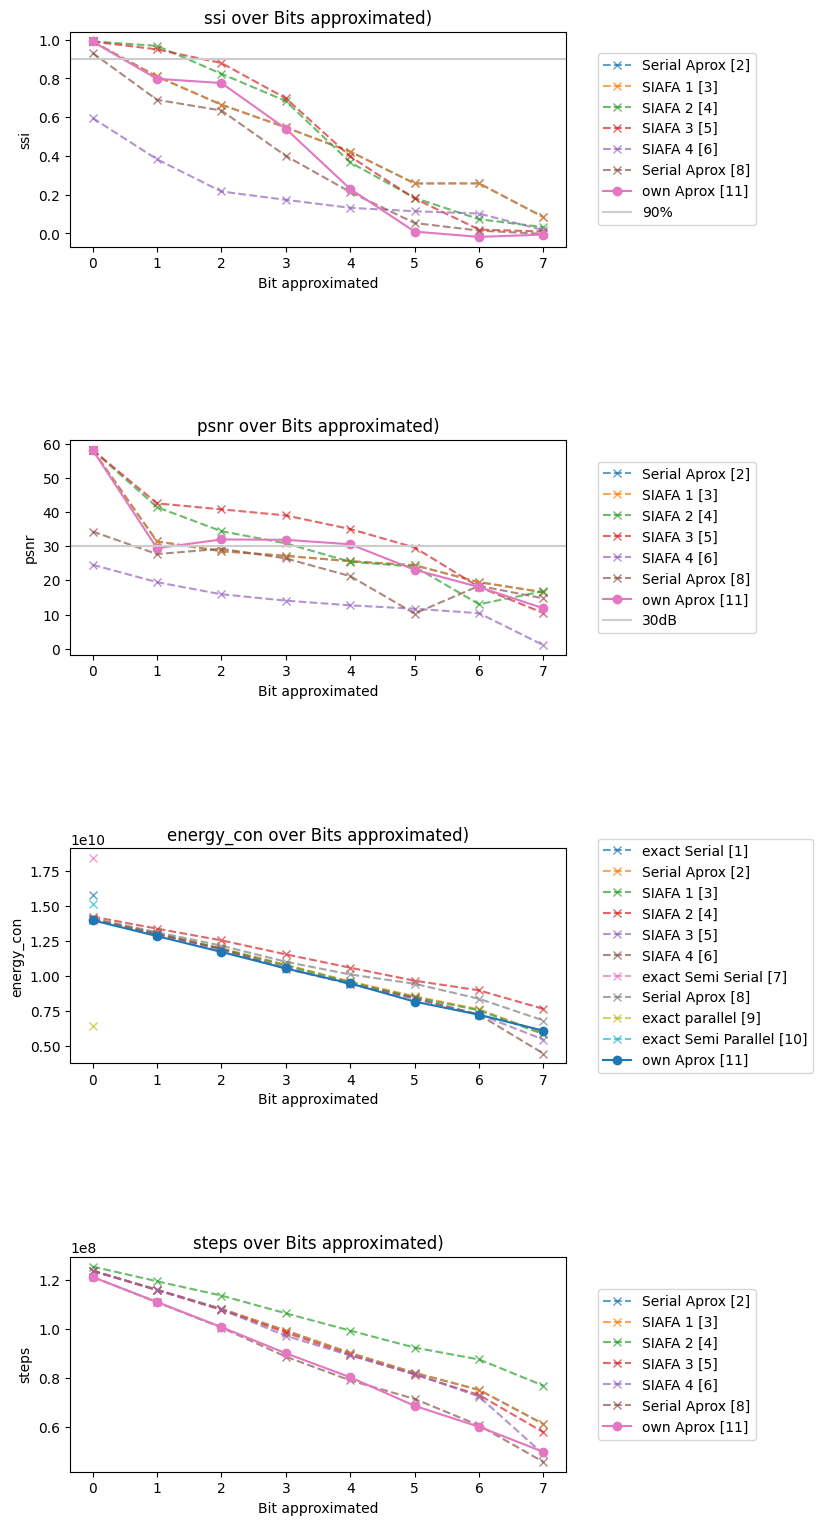 ssi over Bits approximated)
1.0
0.8
0.6
0.4
0.2
0.0
ssi
0 1 2 3 4 5 6 7
Bit approximated
Serial Aprox [2]
SIAFA 1 [3]
SIAFA 2 [4]
SIAFA 3 [5]
SIAFA 4 [6]
Serial Aprox [8]
own Aprox [11]
90%
psnr over Bits approximated)
60
50
40
30
20
10
0
psnr
0 1 2 3 4 5 6 7
Bit approximated
Serial Aprox [2]
SIAFA 1 [3]
SIAFA 2 [4]
SIAFA 3 [5]
SIAFA 4 [6]
Serial Aprox [8]
own Aprox [11]
30dB
energy_con over Bits approximated)
1e10
1.75
1.50
1.25
1.00
0.75
0.50
energy_con
0 1 2 3 4 5 6 7
Bit approximated
exact Serial [1]
Serial Aprox [2]
SIAFA 1 [3]
SIAFA 2 [4]
SIAFA 3 [5]
SIAFA 4 [6]
exact Semi Serial [7]
Serial Aprox [8]
exact parallel [9]
exact Semi Parallel [10]
own Aprox [11]
steps over Bits approximated)
1e8
1.2
1.0
0.8
0.6
steps
0 1 2 3 4 5 6 7
Bit approximated
Serial Aprox [2]
SIAFA 1 [3]
SIAFA 2 [4]
SIAFA 3 [5]
SIAFA 4 [6]
Serial Aprox [8]
own Aprox [11]